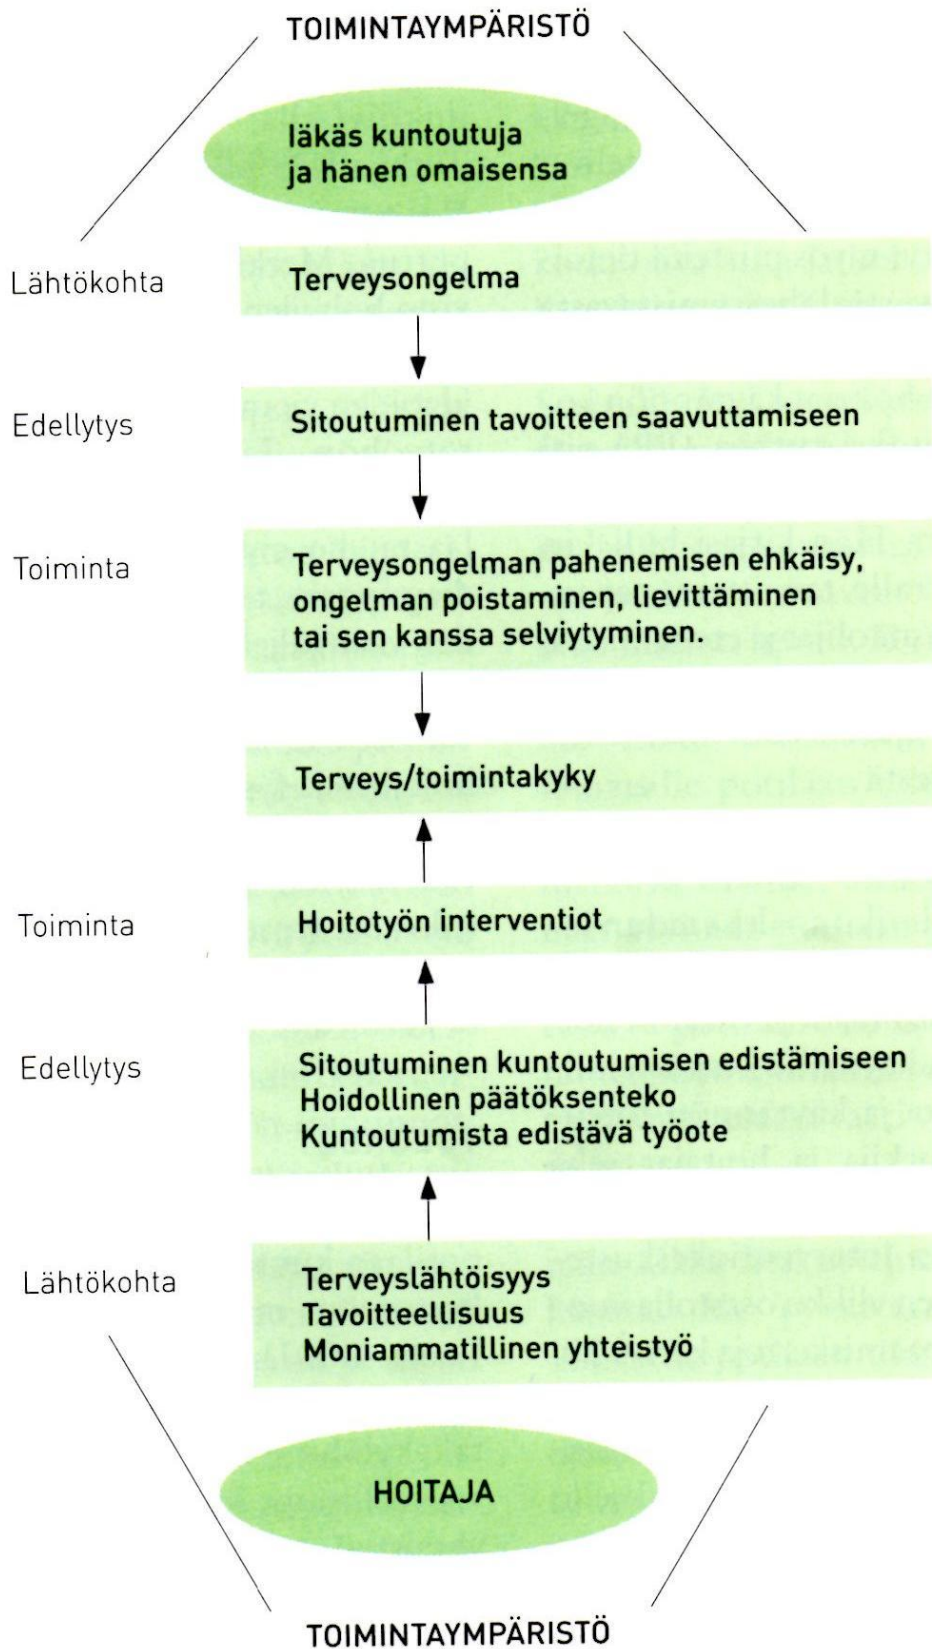 TOIMINTAYMPÄRISTÖ
Iäkäs kuntoutuja
ja hänen omaisensa
Lähtökohta
Terveysongelma
Edellytys
Sitoutuminen tavoitteen saavuttamiseen
Toiminta
Terveysongelman pahenemisen ehkäisy,
ongelman poistaminen, lievittäminen
tai sen kanssa selviytyminen.
Terveys/toimintakyky
Toiminta
Hoitotyön interventiot
Edellytys
Sitoutuminen kuntoutumisen edistämiseen
Hoidollinen päätöksenteko
Kuntoutumista edistävä työote
Lähtökohta
Terveyslähtöisyys
Tavoitteellisuus
Moniammatillinen yhteistyö
HOITAJA
TOIMINTAYMPÄRISTÖ